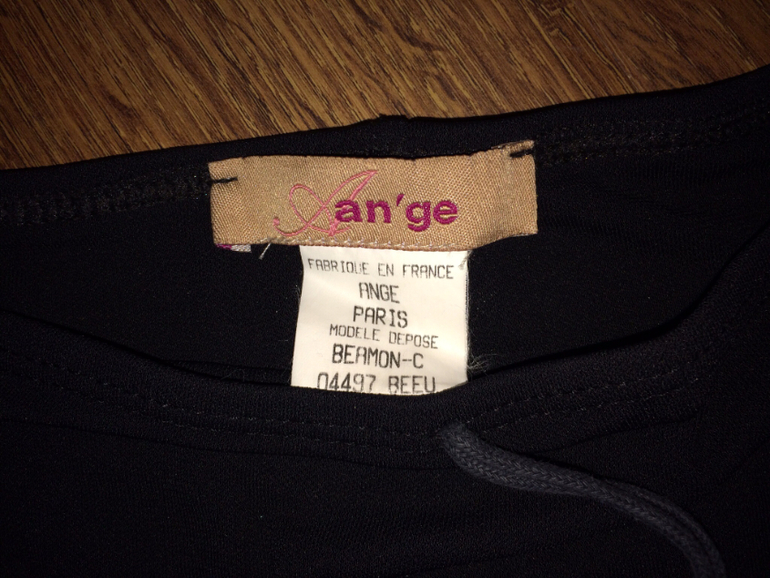 A an'ge
FABRIQUE EN FRANCE
ANGE
PARIS
MODELE DEPOSE
BEAMON-C
04497 BEEU